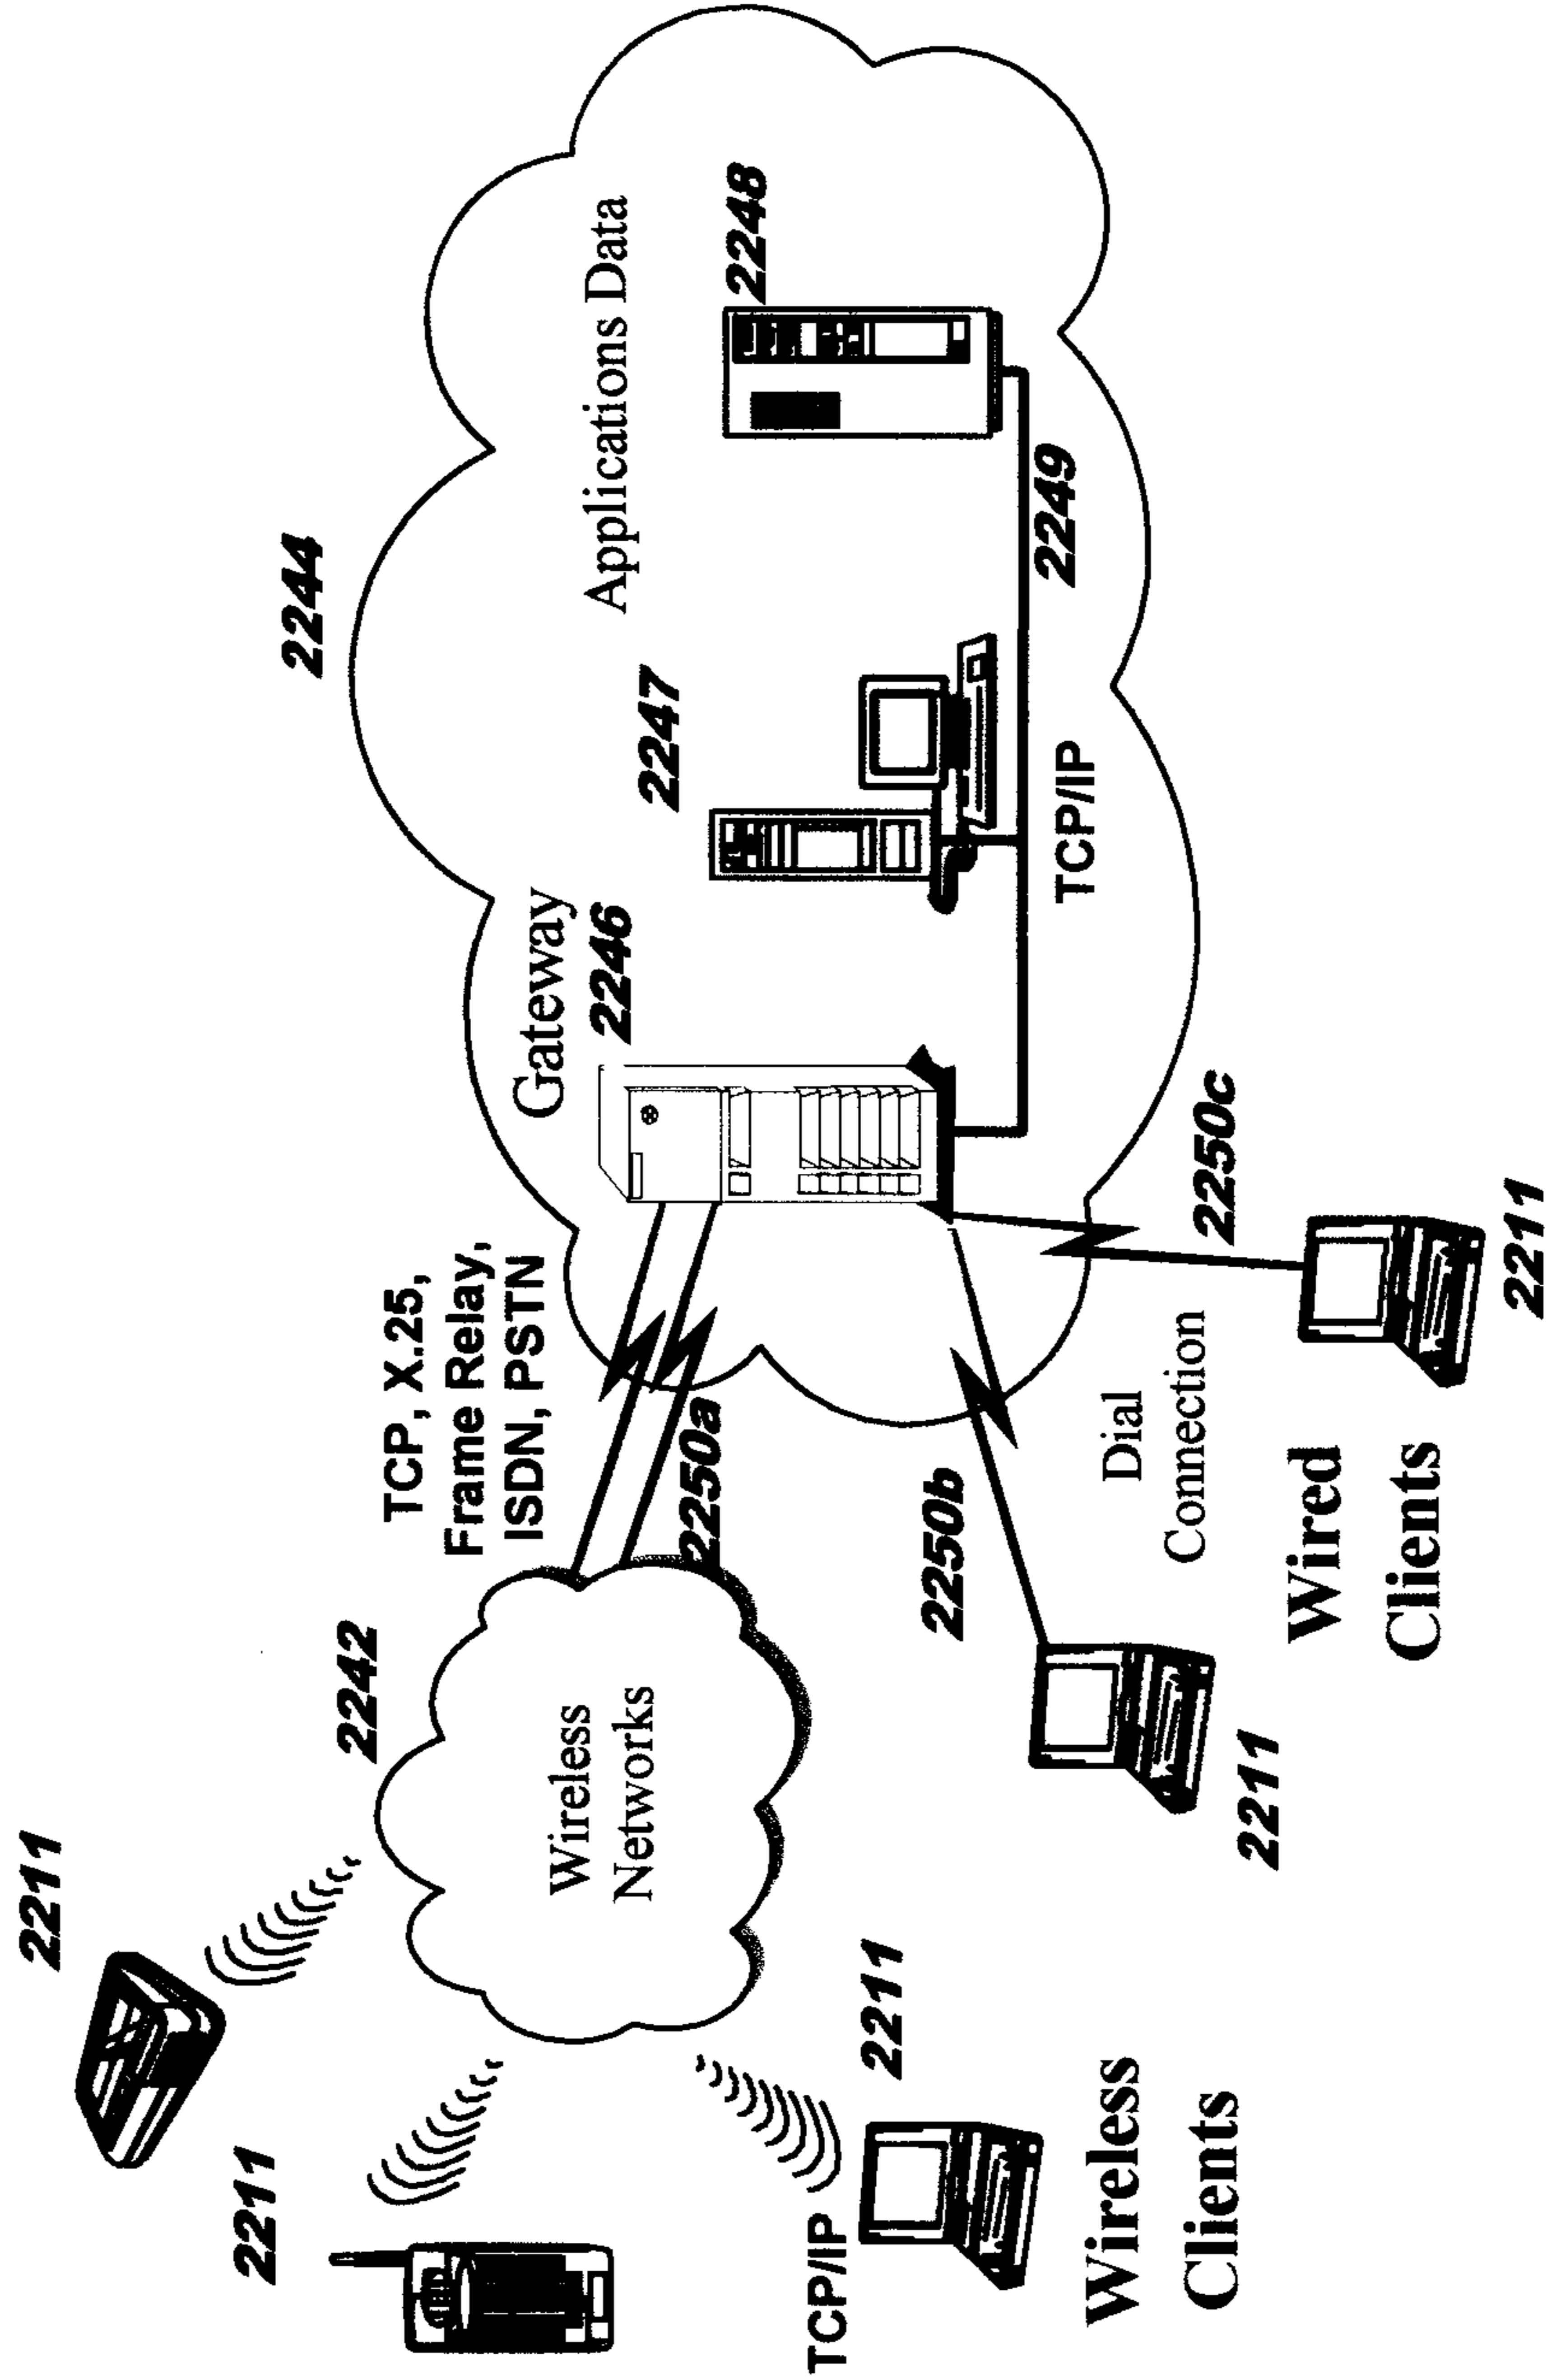 2211
2211
2242
TCP, X.25,
Frame Relay,
ISDN, PSTN
2244
Gateway
2246
2247
Applications Data
2248
Wireless
Networks
2250a
2249
TCP/IP
TCP/IP
2211
2250b
2250c
Dial
Connection
2211
2211
Wireless
Clients
Wired
Clients